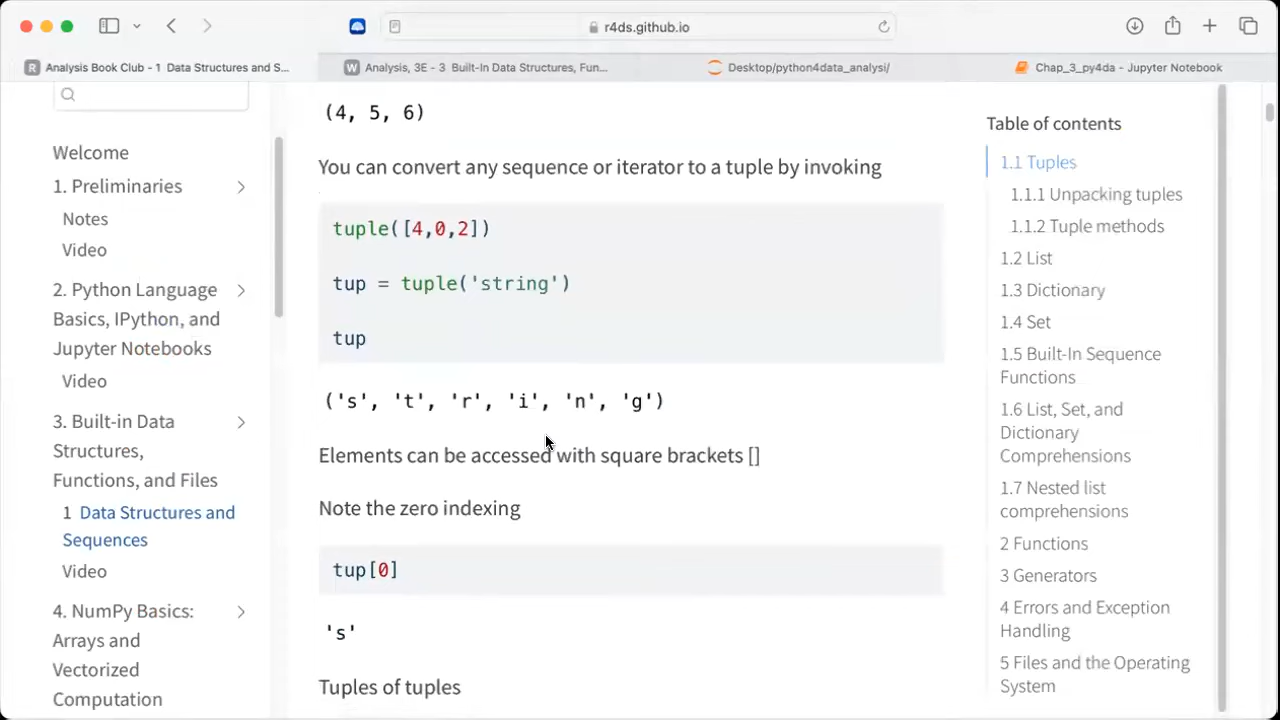 r4ds.github.io
R Analysis Book Club - 1 Data Structures and S...
W Analysis, 3E - 3 Built-In Data Structures, Fun...
Desktop/python4data_analysi/
Chap_3_py4da - Jupyter Notebook
Welcome
1. Preliminaries
Notes
Video
2. Python Language
Basics, IPython, and
Jupyter Notebooks
Video
3. Built-in Data
Structures,
Functions, and Files
1 Data Structures and
Sequences
Video
4. NumPy Basics:
Arrays and
Vectorized
Computation
(4, 5, 6)
You can convert any sequence or iterator to a tuple by invoking
tuple([4,0,2])
tup = tuple('string')
tup
('s', 't', 'r', 'i', 'n', 'g')
Elements can be accessed with square brackets []
Note the zero indexing
tup[0]
's'
Tuples of tuples
Table of contents
1.1 Tuples
1.1.1 Unpacking tuples
1.1.2 Tuple methods
1.2 List
1.3 Dictionary
1.4 Set
1.5 Built-In Sequence
Functions
1.6 List, Set, and
Dictionary
Comprehensions
1.7 Nested list
comprehensions
2 Functions
3 Generators
4 Errors and Exception
Handling
5 Files and the Operating
System